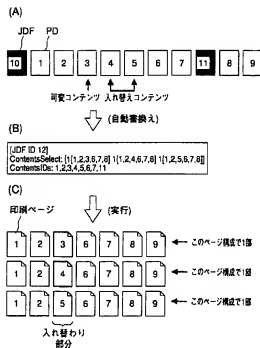 (A)
JDF PD
10 1 2 3 4 5 6 7 11 8 9
可変コンテンツ 入れ替えコンテンツ
(自動書換え)
(B)
[JDF ID 12]
ContentsSelect: [1[1,2,3,6,7,8] 1[1,2,4,6,7,8] 1[1,2,5,6,7,8]]
ContentsIDs: 1,2,3,4,5,6,7,11
(C)
(実行)
印刷ページ
1 2 3 6 7 8 9 このページ構成で1部
1 2 4 6 7 8 9 このページ構成で1部
1 2 5 6 7 8 9 このページ構成で1部
入れ替わり
部分